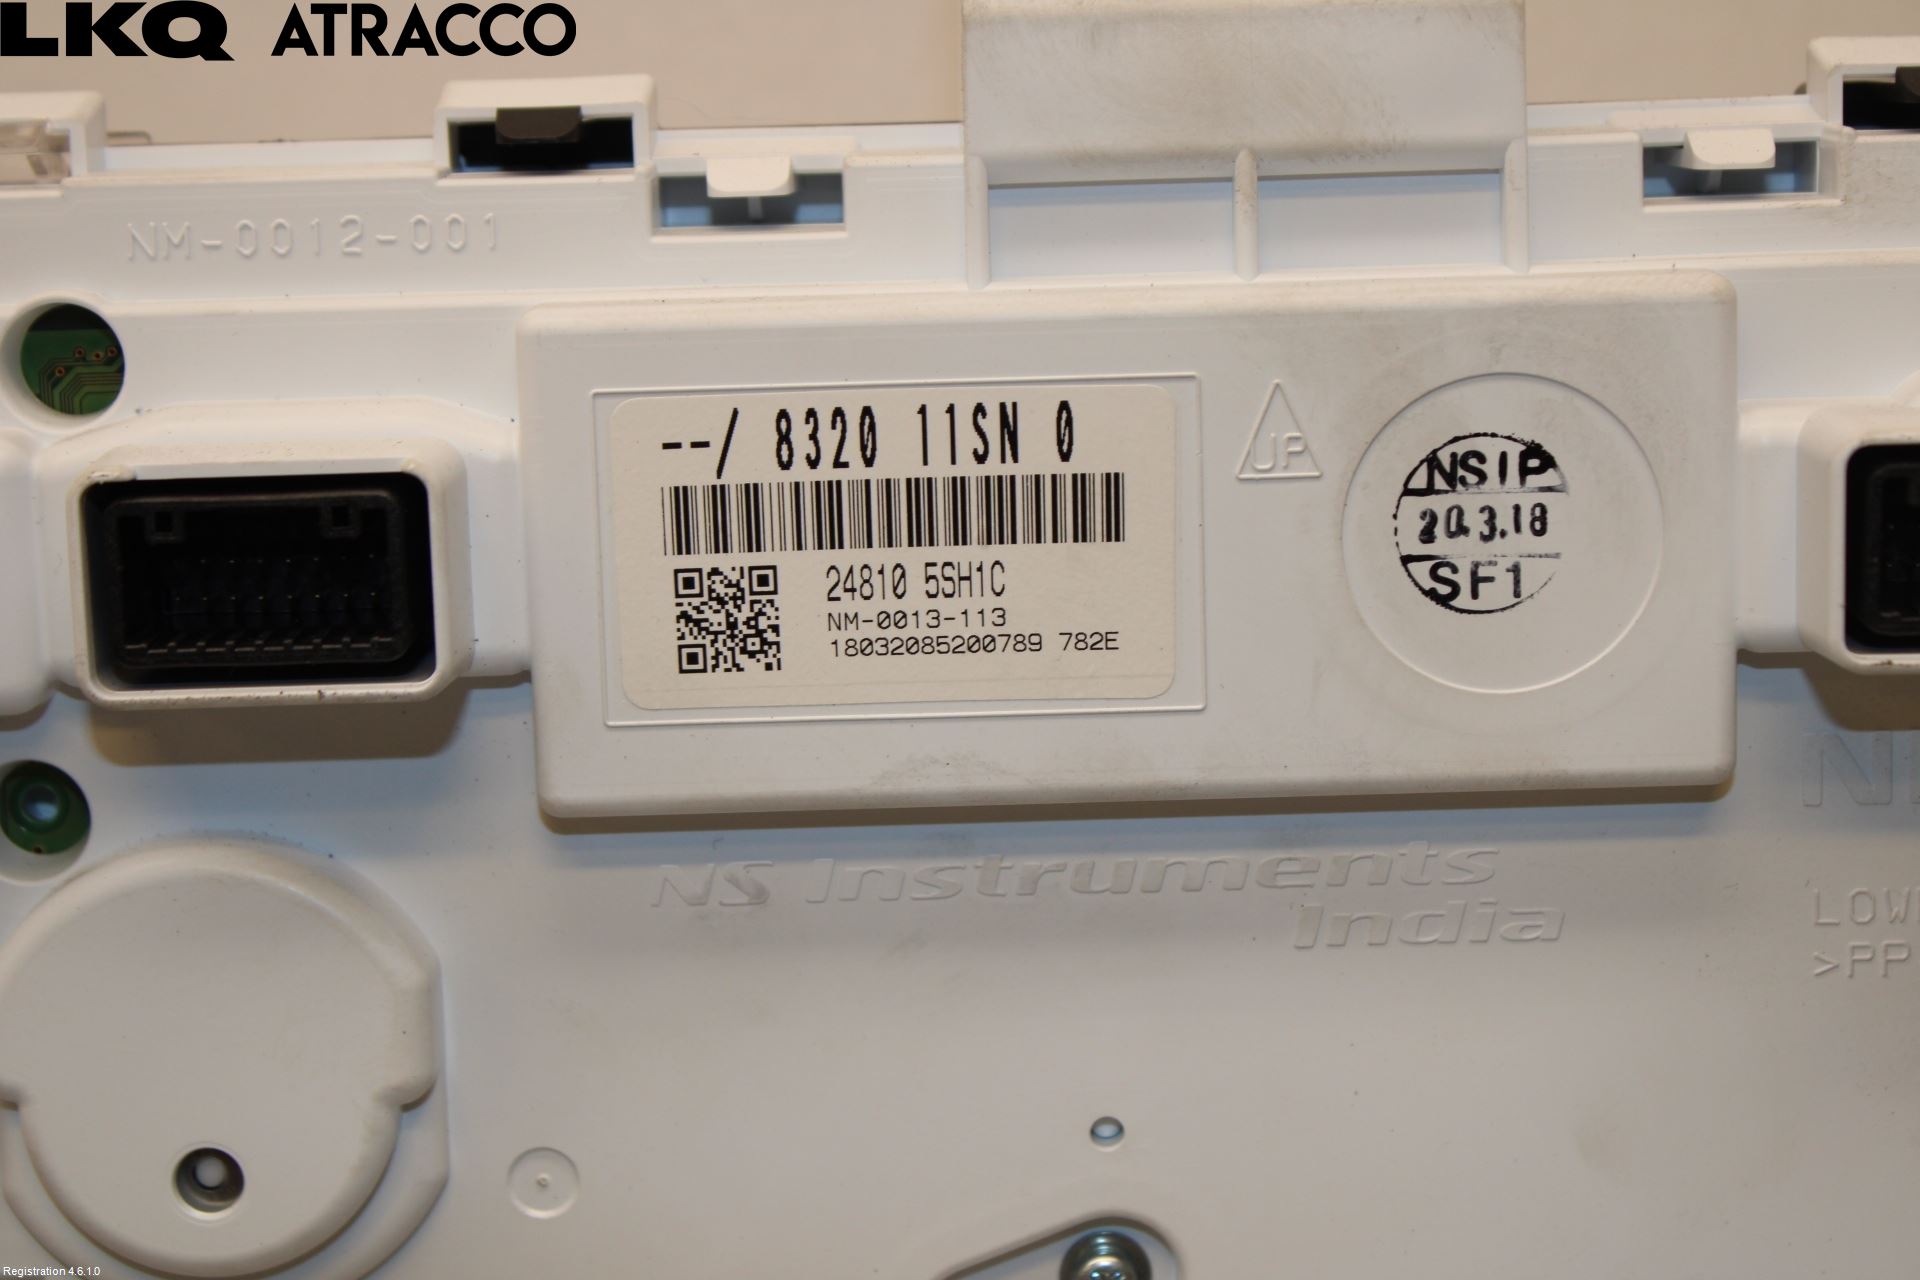 LKQ ATRACCO
NM-0012-001
--/ 8320 11SN 0
24810 5SH1C
NM-0013-113
18032085200789 782E
UP
NSIP
20.3.18
SF1
NS Instruments
India
>PP
Registration 4.6.1.0